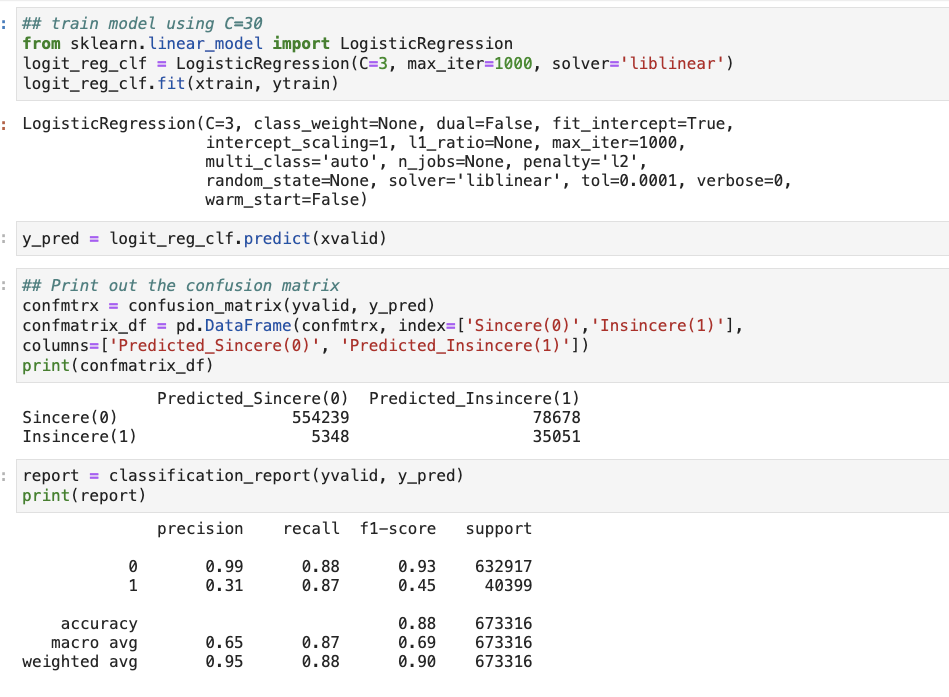 ## train model using C=30
from sklearn.linear_model import LogisticRegression
logit_reg_clf = LogisticRegression(C=3, max_iter=1000, solver='liblinear')
logit_reg_clf.fit(xtrain, ytrain)
LogisticRegression(C=3, class_weight=None, dual=False, fit_intercept=True,
intercept_scaling=1, l1_ratio=None, max_iter=1000,
multi_class='auto', n_jobs=None, penalty='l2',
random_state=None, solver='liblinear', tol=0.0001, verbose=0,
warm_start=False)
y_pred = logit_reg_clf.predict(xvalid)
## Print out the confusion matrix
confmtrx = confusion_matrix(yvalid, y_pred)
confmatrix_df = pd.DataFrame(confmtrx, index=['Sincere(0)','Insincere(1)'],
columns=['Predicted_Sincere(0)', 'Predicted_Insincere(1)'])
print(confmatrix_df)
Predicted_Sincere(0) Predicted_Insincere(1)
Sincere(0) 554239 78678
Insincere(1) 5348 35051
report = classification_report(yvalid, y_pred)
print(report)
precision recall f1-score support
0 0.99 0.88 0.93 632917
1 0.31 0.87 0.45 40399
accuracy 0.88 673316
macro avg 0.65 0.87 0.69 673316
weighted avg 0.95 0.88 0.90 673316